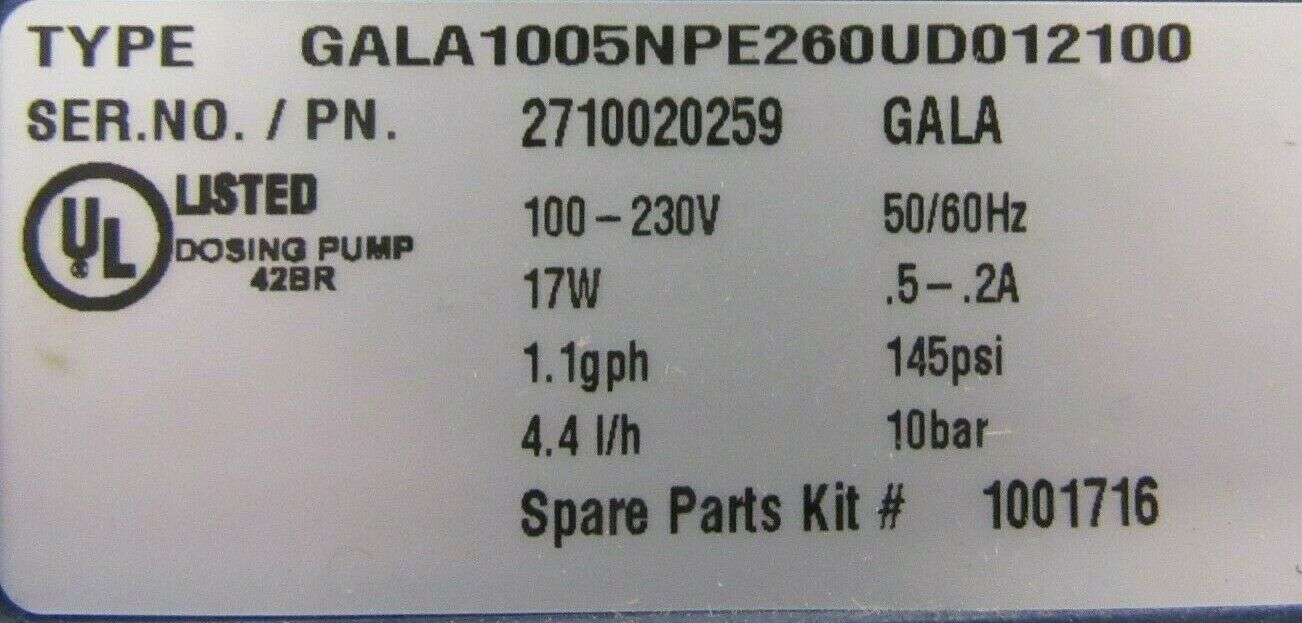 TYPE GALA1005NPE260UD012100
SER.NO. / PN. 2710020259 GALA
UL® LISTED
100-230V 50/60Hz
DOSING PUMP
42BR
17W .5-.2A
1.1gph 145psi
4.4 l/h 10bar
Spare Parts Kit # 1001716